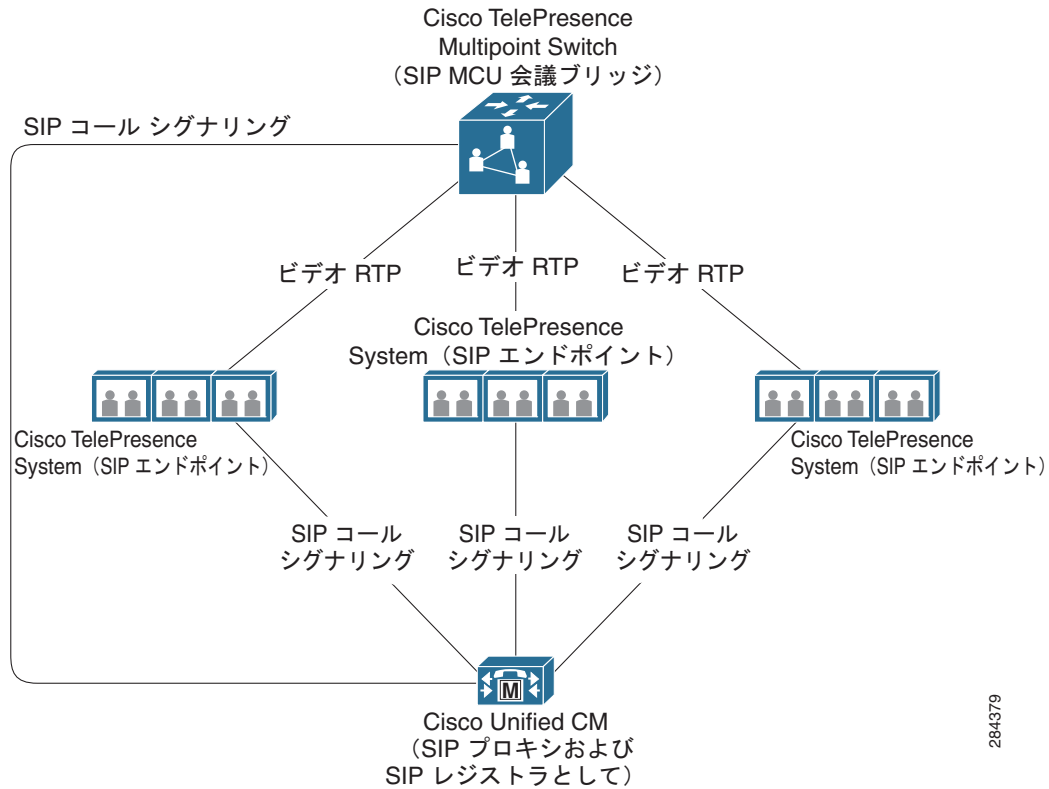 Cisco TelePresence
Multipoint Switch
（SIP MCU 会議ブリッジ）
SIP コール シグナリング
ビデオ RTP
ビデオ RTP
ビデオ RTP
Cisco TelePresence
System（SIP エンドポイント）
Cisco TelePresence
System（SIP エンドポイント）
Cisco TelePresence
System（SIP エンドポイント）
SIP コール
シグナリング
SIP コール
シグナリング
SIP コール
シグナリング
M
Cisco Unified CM
（SIP プロキシおよび
SIP レジストラとして）
284379